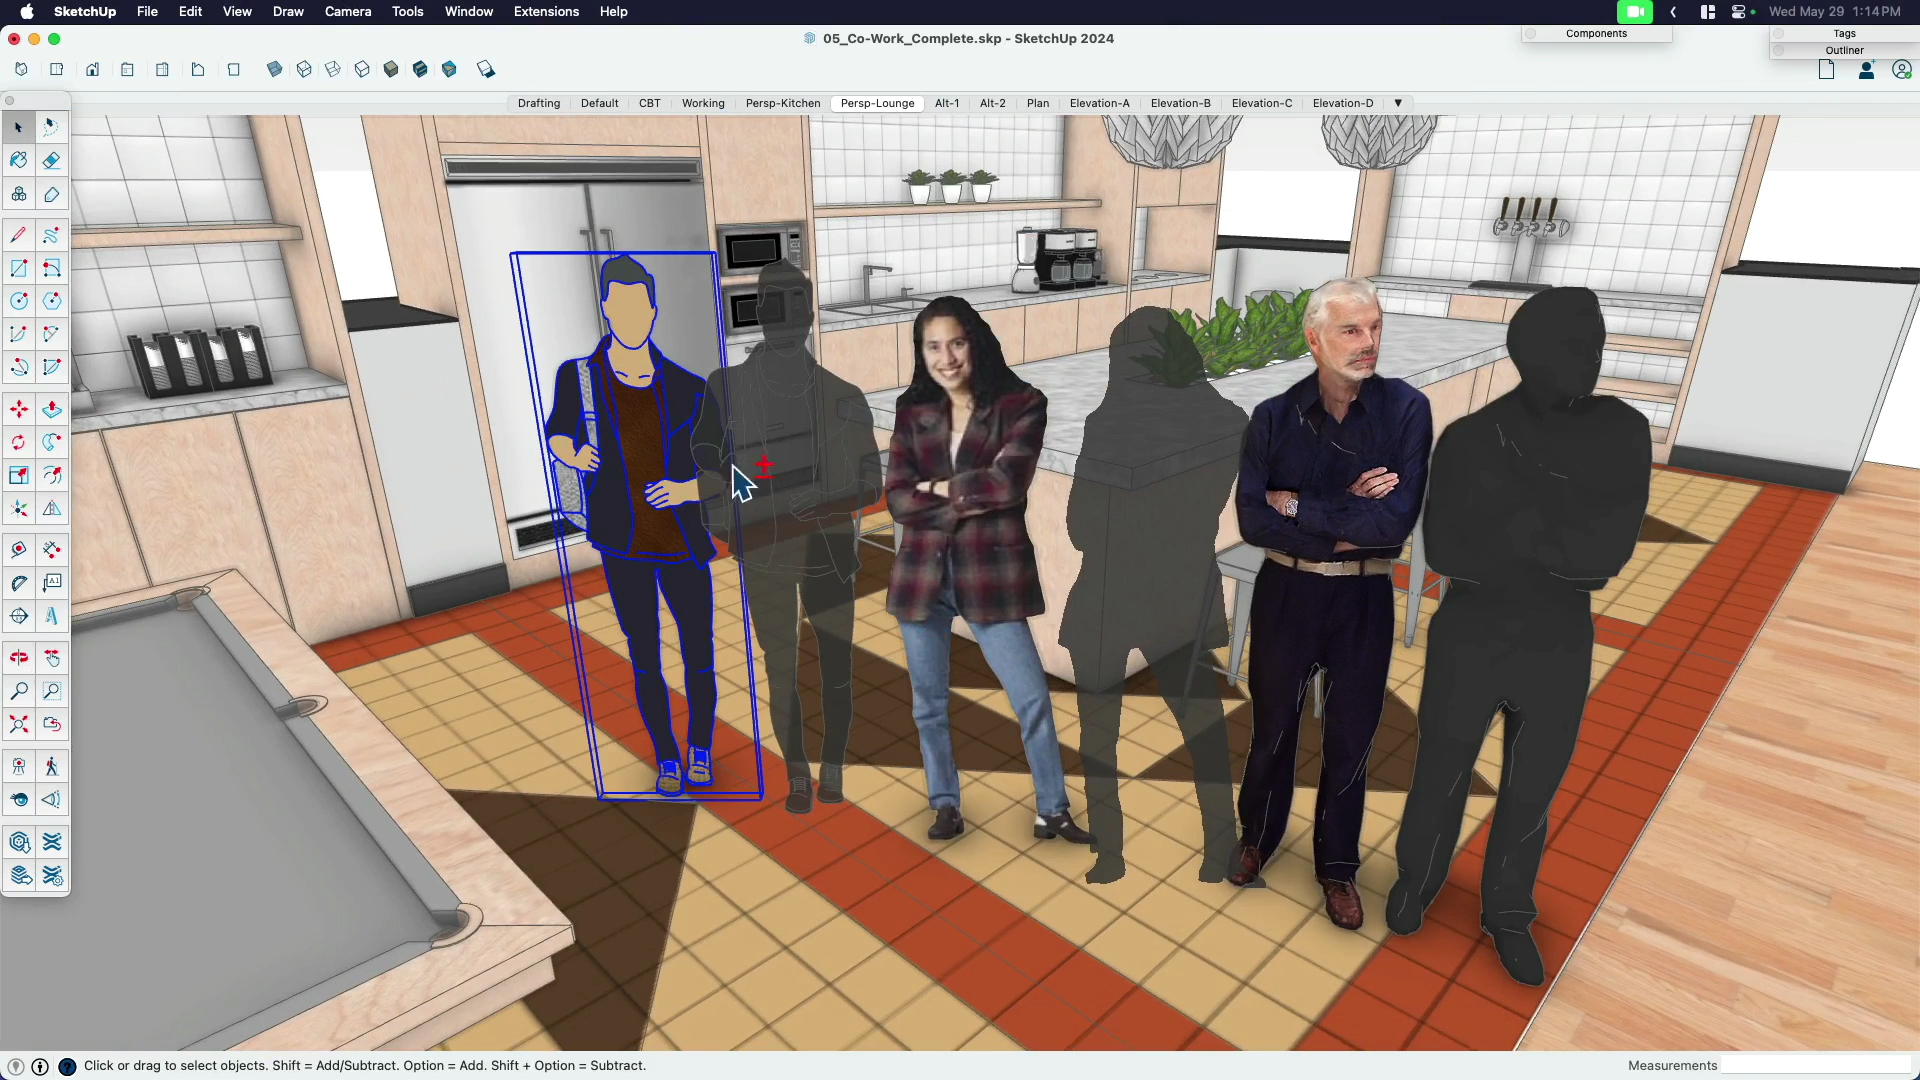 SketchUp File Edit View Draw Camera Tools Window Extensions Help Wed May 29 1:14 PM
05_Co-Work_Complete.skp - SketchUp 2024
Components
Tags
Outliner
Drafting Default CBT Working Persp-Kitchen Persp-Lounge Alt-1 Alt-2 Plan Elevation-A Elevation-B Elevation-C Elevation-D
A1
Click or drag to select objects. Shift = Add/Subtract. Option = Add. Shift + Option = Subtract.
Measurements